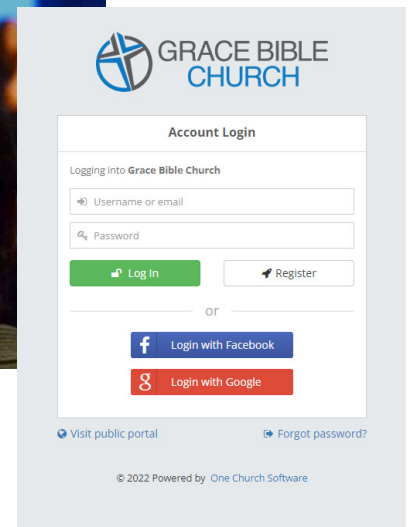 GRACE BIBLE
CHURCH
Account Login
Logging into Grace Bible Church
Username or email
Password
Log In
Register
or
f Login with Facebook
8 Login with Google
Visit public portal
Forgot password?
© 2022 Powered by One Church Software